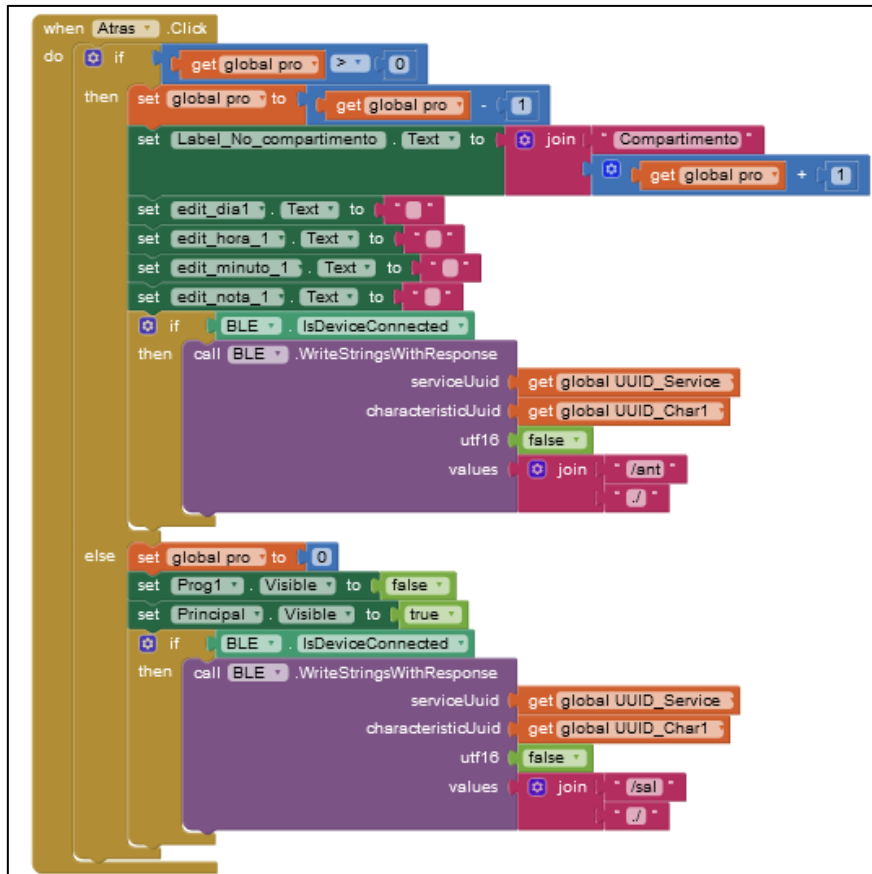 when Atras .Click
do if get global pro > 0
then set global pro to get global pro - 1
set Label_No_compartimento . Text to join " Compartimento "
get global pro + 1
set edit_dia1 . Text to " "
set edit_hora_1 . Text to " "
set edit_minuto_1 . Text to " "
set edit_nota_1 . Text to " "
if BLE . IsDeviceConnected
then call BLE .WriteStringsWithResponse
serviceUuid get global UUID_Service
characteristicUuid get global UUID_Char1
utf16 false
values join " /ant "
" ./ "
else set global pro to 0
set Prog1 . Visible to false
set Principal . Visible to true
if BLE . IsDeviceConnected
then call BLE .WriteStringsWithResponse
serviceUuid get global UUID_Service
characteristicUuid get global UUID_Char1
utf16 false
values join " /sal "
" ./ "